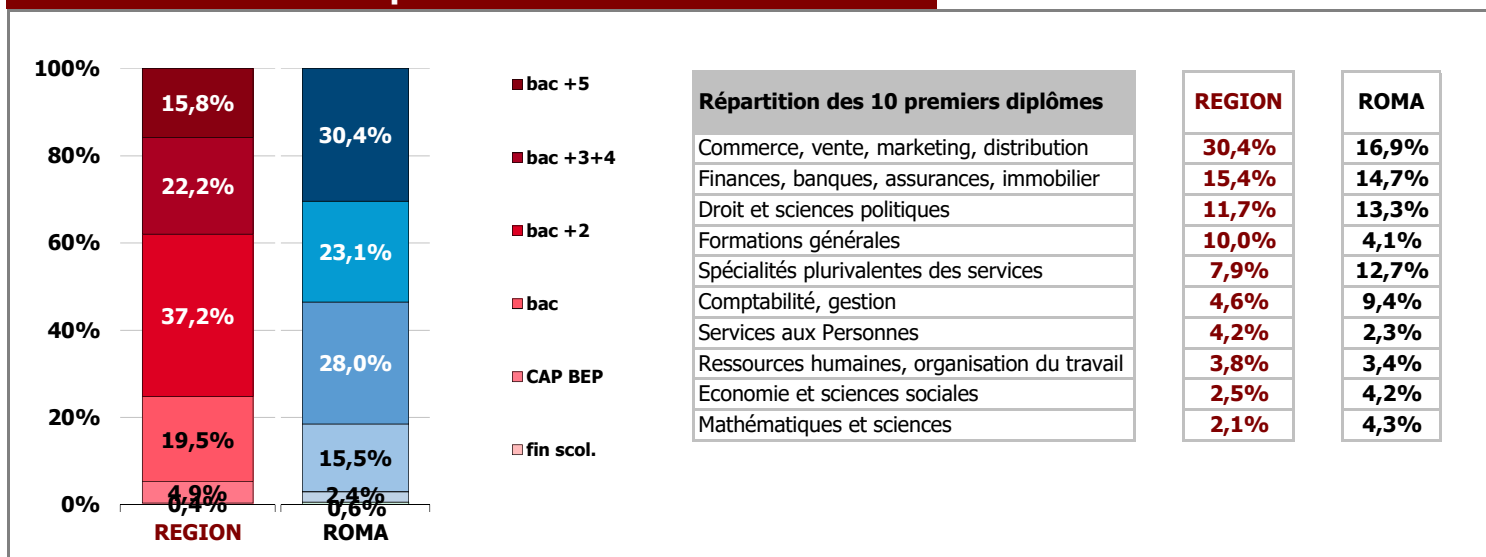 100%
80%
60%
40%
20%
0%
15,8%
22,2%
37,2%
19,5%
4,9%
0,4%
REGION
30,4%
23,1%
28,0%
15,5%
2,4%
0,6%
ROMA
bac +5
bac +3+4
bac +2
bac
CAP BEP
fin scol.
Répartition des 10 premiers diplômes REGION ROMA
Commerce, vente, marketing, distribution 30,4% 16,9%
Finances, banques, assurances, immobilier 15,4% 14,7%
Droit et sciences politiques 11,7% 13,3%
Formations générales 10,0% 4,1%
Spécialités plurivalentes des services 7,9% 12,7%
Comptabilité, gestion 4,6% 9,4%
Services aux Personnes 4,2% 2,3%
Ressources humaines, organisation du travail 3,8% 3,4%
Economie et sciences sociales 2,5% 4,2%
Mathématiques et sciences 2,1% 4,3%